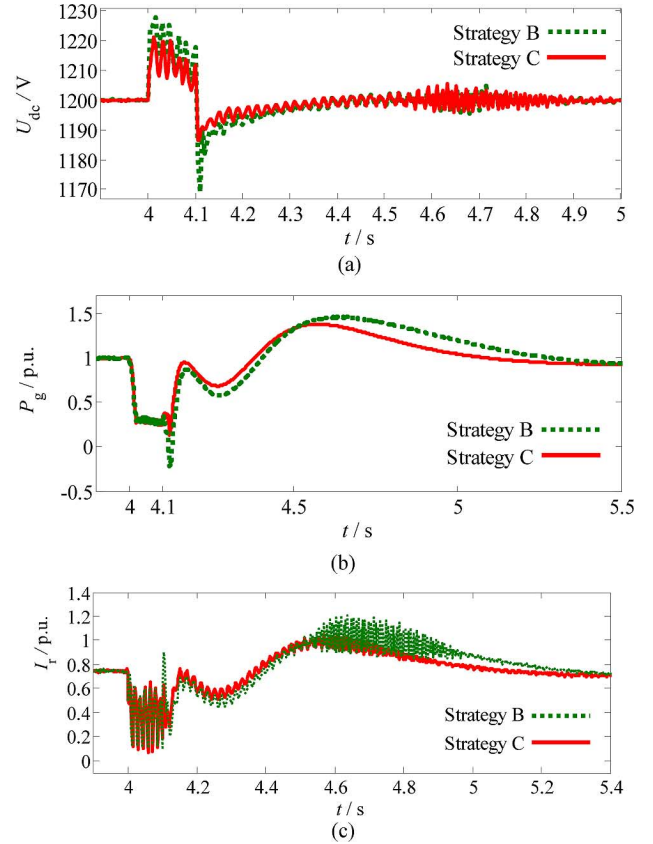 1230
1220
1210
1200
1190
1180
1170
U_dc / V
Strategy B
Strategy C
4 4.1 4.2 4.3 4.4 4.5 4.6 4.7 4.8 4.9 5
t / s
(a)
1.5
1
0.5
0
-0.5
P_g / p.u.
Strategy B
Strategy C
4 4.1 4.5 5 5.5
t / s
(b)
1.4
1.2
1
0.8
0.6
0.4
0.2
0
I_r / p.u.
Strategy B
Strategy C
4 4.2 4.4 4.6 4.8 5 5.2 5.4
t / s
(c)